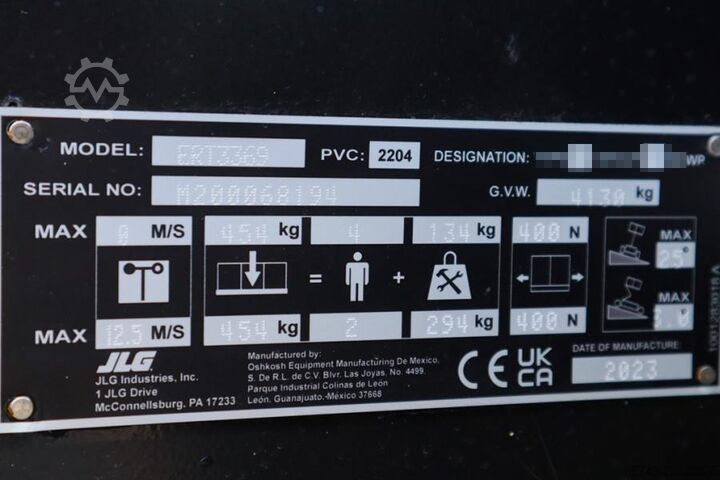 MODEL: ERT3369 PVC: 2204 DESIGNATION: WP
SERIAL NO: M200068194 G.V.W. 4130 kg
MAX 0 M/S 454 kg 4 134 kg 400 N MAX 25°
= +
MAX 12.5 M/S 454 kg 2 294 kg 400 N MAX 3.0°
JLG
JLG Industries, Inc.
1 JLG Drive
McConnellsburg, PA 17233
Manufactured by:
Oshkosh Equipment Manufacturing De Mexico,
S. De R.L. de C.V. Blvr. Las Joyas, No. 4499.
Parque Industrial Colinas de León
León, Guanajuato.-México 37668
CE UK CA
DATE OF MANUFACTURE:
2023